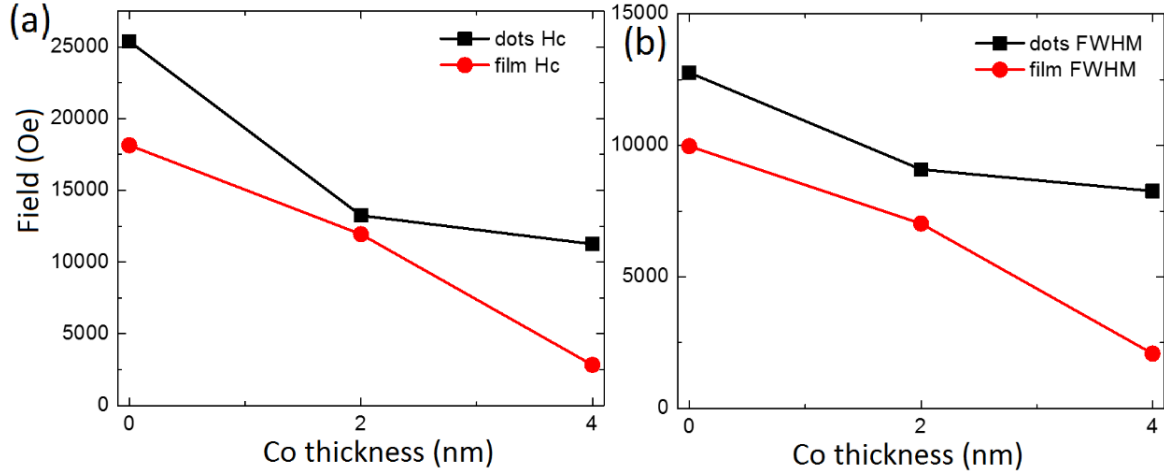 (a)
dots Hc
film Hc
Field (Oe)
25000
20000
15000
10000
5000
0
0
2
4
Co thickness (nm)
(b)
dots FWHM
film FWHM
15000
10000
5000
0
0
2
4
Co thickness (nm)